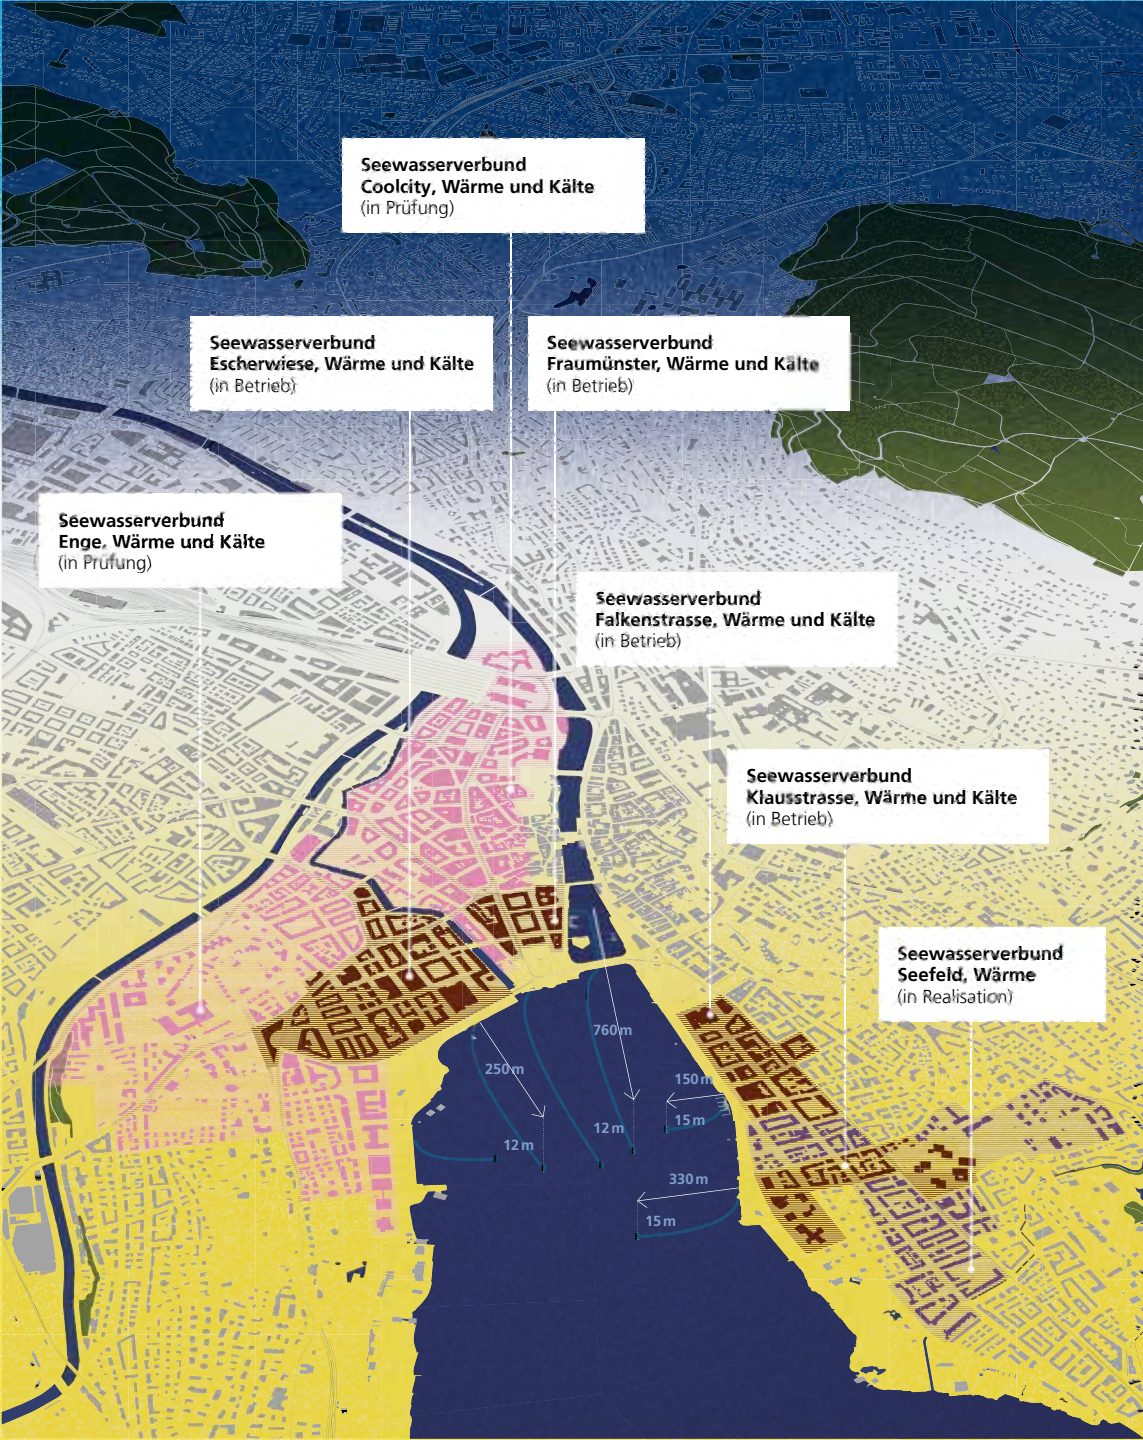 Seewasserverbund
Coolcity, Wärme und Kälte
(in Prüfung)
Seewasserverbund
Escherwiese, Wärme und Kälte
(in Betrieb)
Seewasserverbund
Fraumünster, Wärme und Kälte
(in Betrieb)
Seewasserverbund
Enge, Wärme und Kälte
(in Prüfung)
Seewasserverbund
Falkenstrasse, Wärme und Kälte
(in Betrieb)
Seewasserverbund
Klausstrasse, Wärme und Kälte
(in Betrieb)
Seewasserverbund
Seefeld, Wärme
(in Realisation)
760 m
250 m
150 m
15 m
12 m
12 m
330 m
15 m